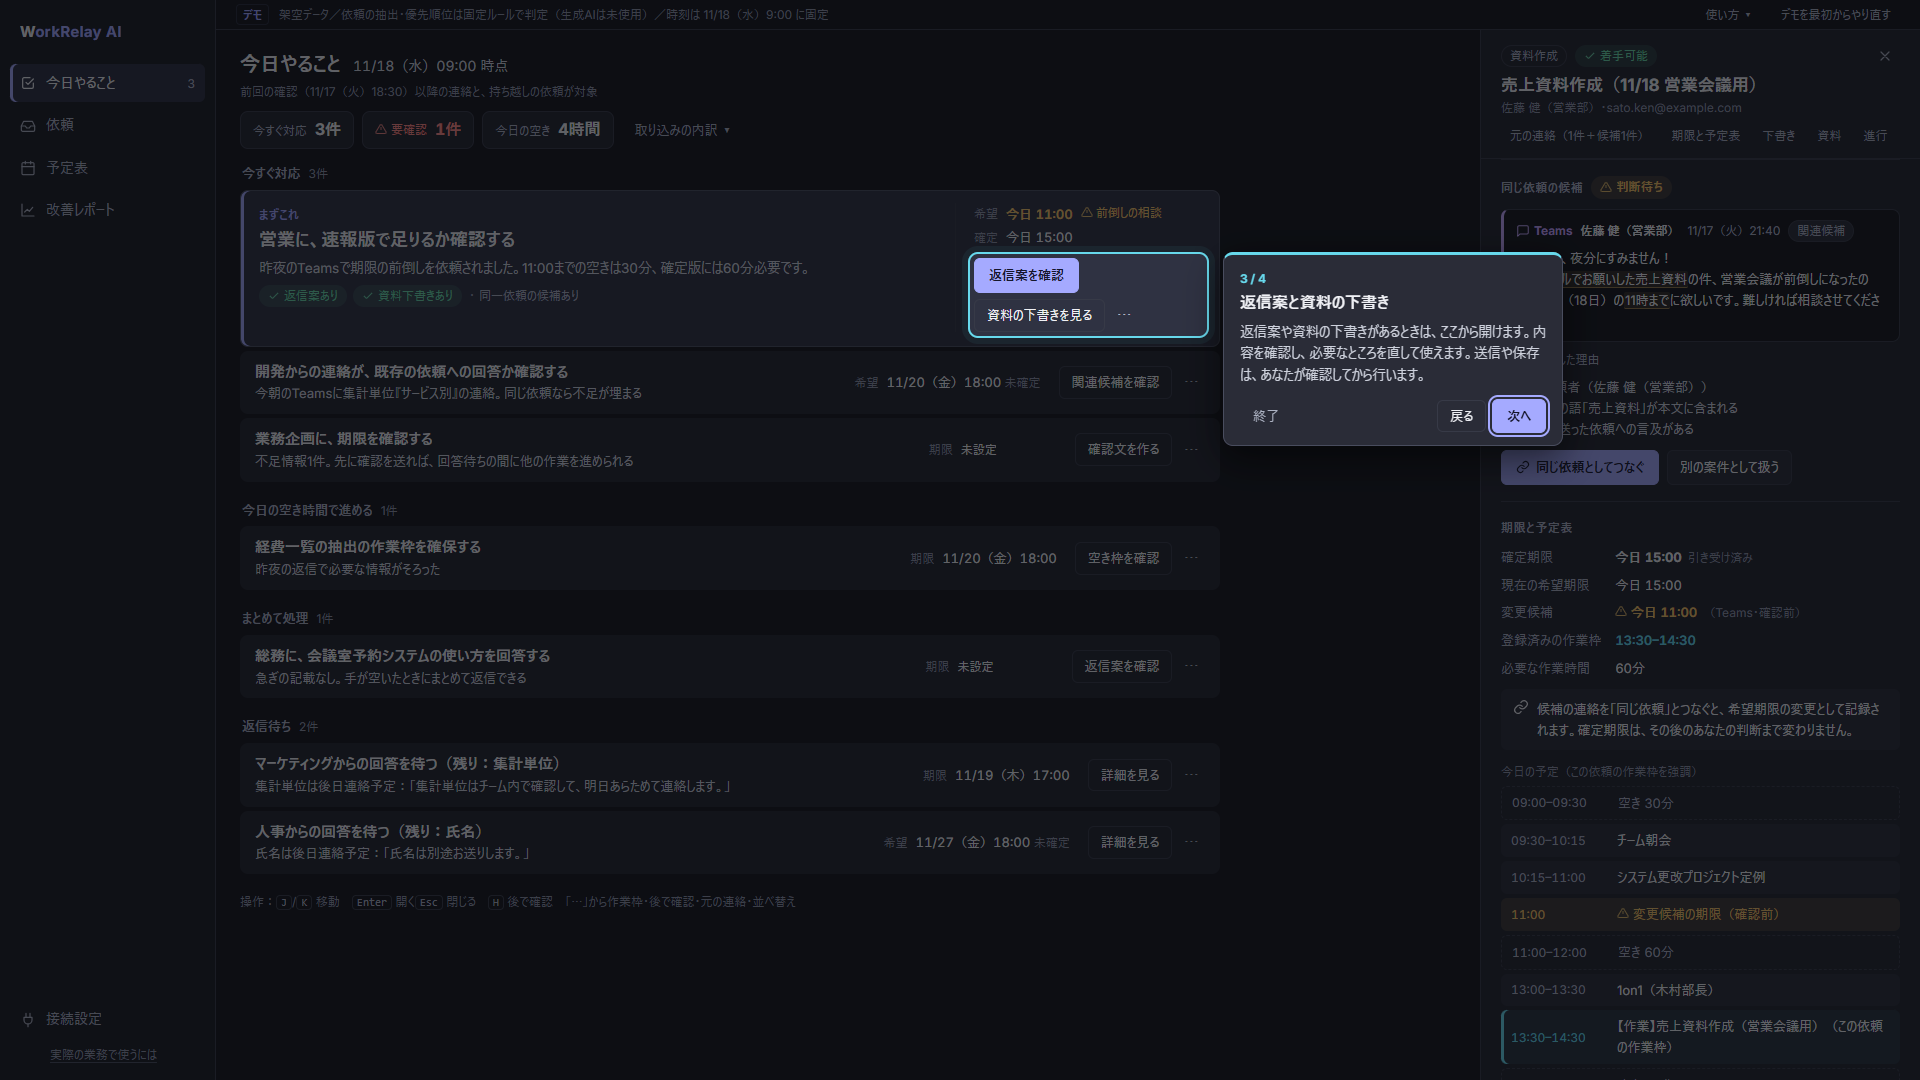 WorkRelay AI
今日やること 3
依頼
予定表
改善レポート
接続設定
実際の業務で使うには
デモ 架空データ／依頼の抽出・優先順位は固定ルールで判定（生成AIは未使用）／時刻は 11/18（水）9:00 に固定
使い方 ▾ デモを最初からやり直す
今日やること 11/18（水）09:00 時点
前回の確認（11/17（火）18:30）以降の連絡と、持ち越しの依頼が対象
今すぐ対応 3件 要確認 1件 今日の空き 4時間 取り込みの内訳 ▾
今すぐ対応 3件
まずこれ
営業に、速報版で足りるか確認する
昨夜のTeamsで期限の前倒しを依頼されました。11:00までの空きは30分、確定版には60分必要です。
返信案あり 資料下書きあり ・同一依頼の候補あり
希望 今日 11:00 前倒しの相談
確定 今日 15:00
返信案を確認
資料の下書きを見る …
開発からの連絡が、既存の依頼への回答か確認する
今朝のTeamsに集計単位『サービス別』の連絡。同じ依頼なら不足が埋まる
希望 11/20（金）18:00 未確定 関連候補を確認 …
業務企画に、期限を確認する
不足情報1件。先に確認を送れば、回答待ちの間に他の作業を進められる
期限 未設定 確認文を作る …
今日の空き時間で進める 1件
経費一覧の抽出の作業枠を確保する
昨夜の返信で必要な情報がそろった
期限 11/20（金）18:00 空き枠を確認 …
まとめて処理 1件
総務に、会議室予約システムの使い方を回答する
急ぎの記載なし。手が空いたときにまとめて返信できる
期限 未設定 返信案を確認 …
返信待ち 2件
マーケティングからの回答を待つ（残り：集計単位）
集計単位は後日連絡予定：「集計単位はチーム内で確認して、明日あらためて連絡します。」
期限 11/19（木）17:00 詳細を見る …
人事からの回答を待つ（残り：氏名）
氏名は後日連絡予定：「氏名は別途お送りします。」
希望 11/27（金）18:00 未確定 詳細を見る …
操作： J / K 移動 Enter 開く Esc 閉じる H 後で確認 「…」から作業枠・後で確認・元の連絡・並べ替え
3 / 4
返信案と資料の下書き
返信案や資料の下書きがあるときは、ここから開けます。内
容を確認し、必要なところを直して使えます。送信や保存
は、あなたが確認してから行います。
終了 戻る 次へ
資料作成 着手可能
売上資料作成（11/18 営業会議用）
佐藤 健（営業部）・sato.ken@example.com
元の連絡（1件＋候補1件） 期限と予定表 下書き 資料 進行
同じ依頼の候補 判断待ち
Teams 佐藤 健（営業部） 11/17（火）21:40 関連候補
、夜分にすみません！
ルでお願いした売上資料の件、営業会議が前倒しになったの
（18日）の11時までに欲しいです。難しければ相談させてくださ
た理由
頼者（佐藤 健（営業部））
の語「売上資料」が本文に含まれる
送った依頼への言及がある
同じ依頼としてつなぐ 別の案件として扱う
期限と予定表
確定期限 今日 15:00 引き受け済み
現在の希望期限 今日 15:00
変更候補 今日 11:00 （Teams・確認前）
登録済みの作業枠 13:30–14:30
必要な作業時間 60分
候補の連絡を「同じ依頼」とつなぐと、希望期限の変更として記録さ
れます。確定期限は、その後のあなたの判断まで変わりません。
今日の予定（この依頼の作業枠を強調）
09:00–09:30 空き 30分
09:30–10:15 チーム朝会
10:15–11:00 システム更改プロジェクト定例
11:00 変更候補の期限（確認前）
11:00–12:00 空き 60分
13:00–13:30 1on1（木村部長）
13:30–14:30 【作業】売上資料作成（営業会議用）（この依頼
の作業枠）